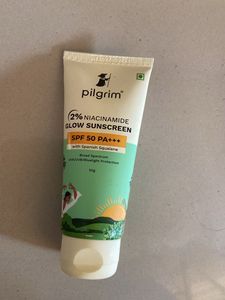 pilgrim
2% NIACINAMIDE
GLOW SUNSCREEN
SPF 50 PA+++
with Spanish Squalane
Broad Spectrum